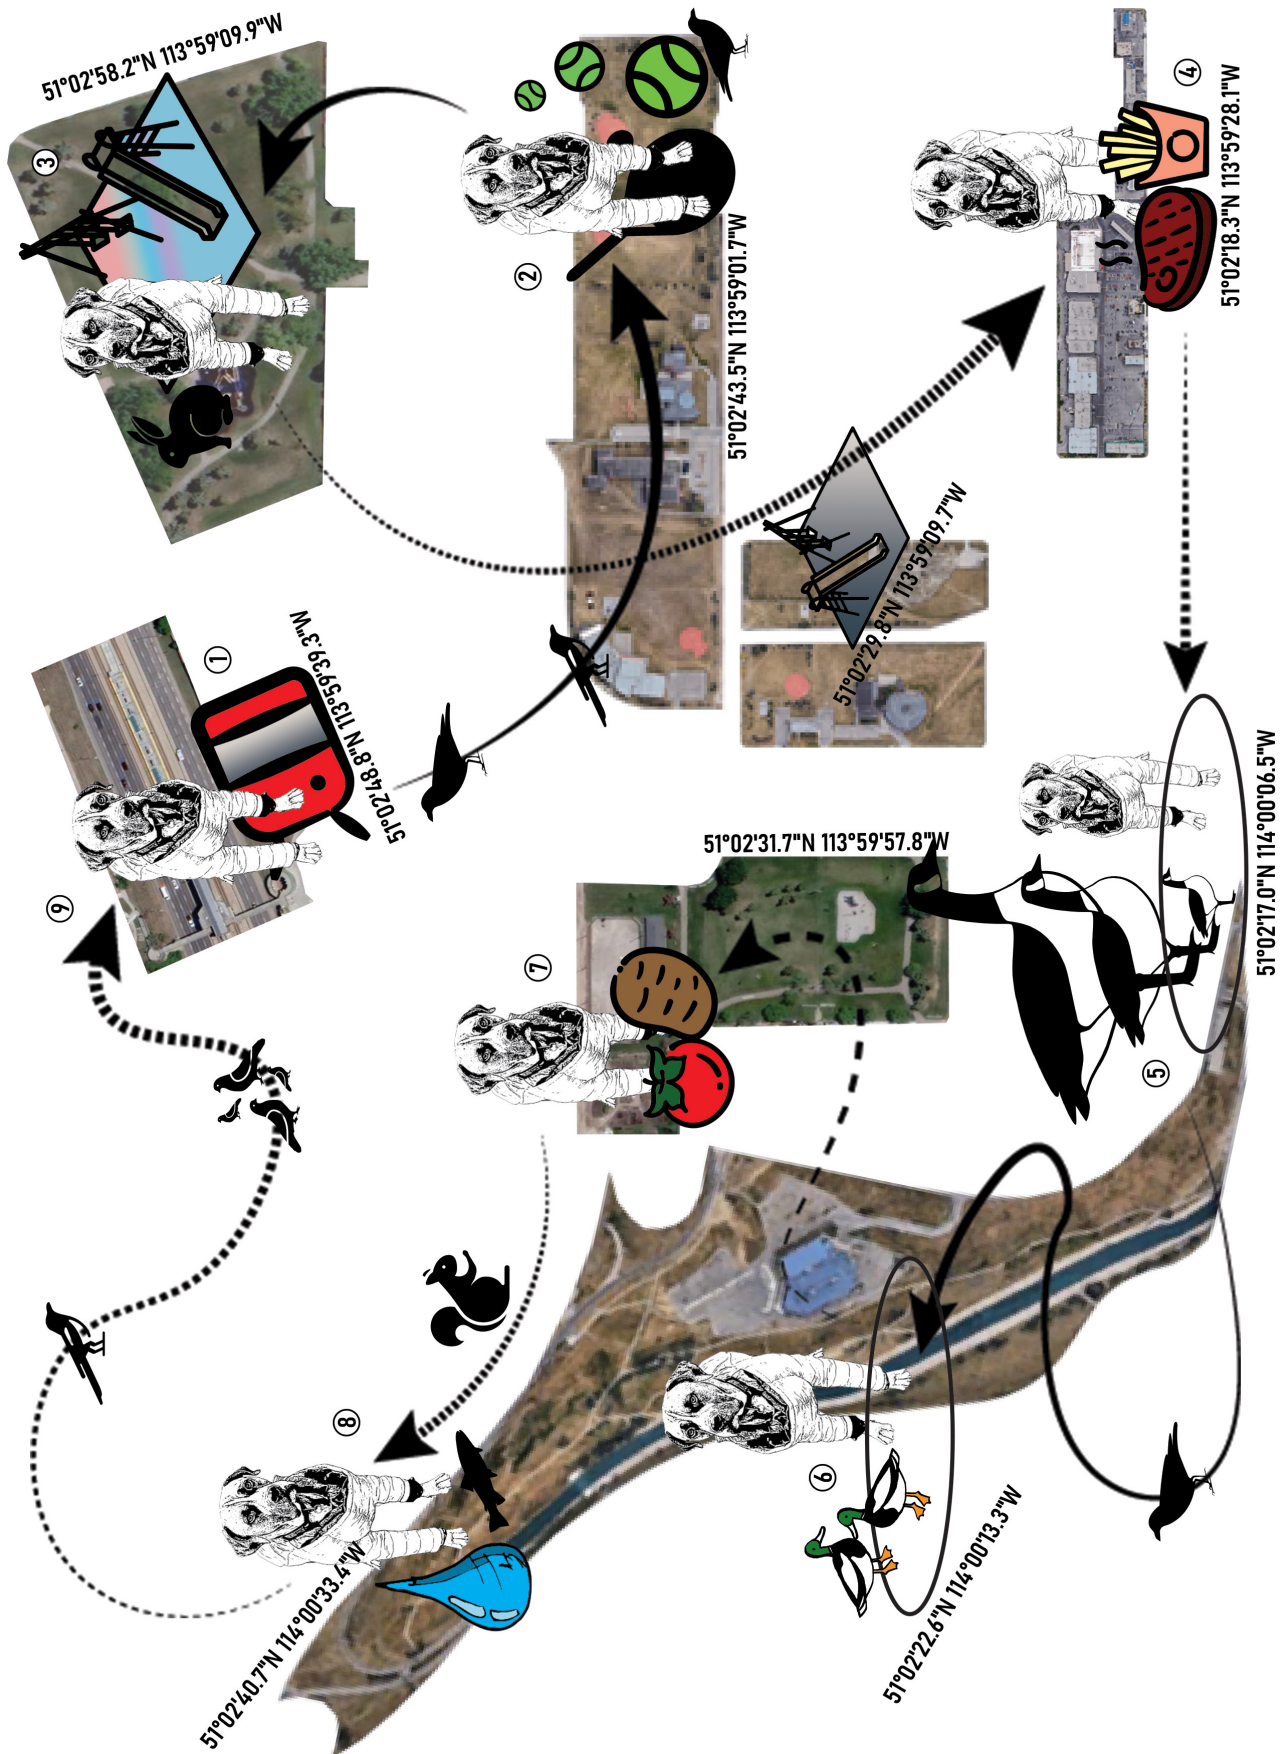 51°02'58.2"N 113°59'09.9"W
③
②
51°02'43.5"N 113°59'01.7"W
④
51°02'18.3"N 113°59'28.1"W
①
51°02'48.8"N 113°59'39.3"W
⑨
51°02'29.8"N 113°59'09.7"W
51°02'31.7"N 113°59'57.8"W
⑦
⑤
51°02'17.0"N 114°00'06.5"W
⑧
51°02'40.7"N 114°00'33.4"W
⑥
51°02'22.6"N 114°00'13.3"W